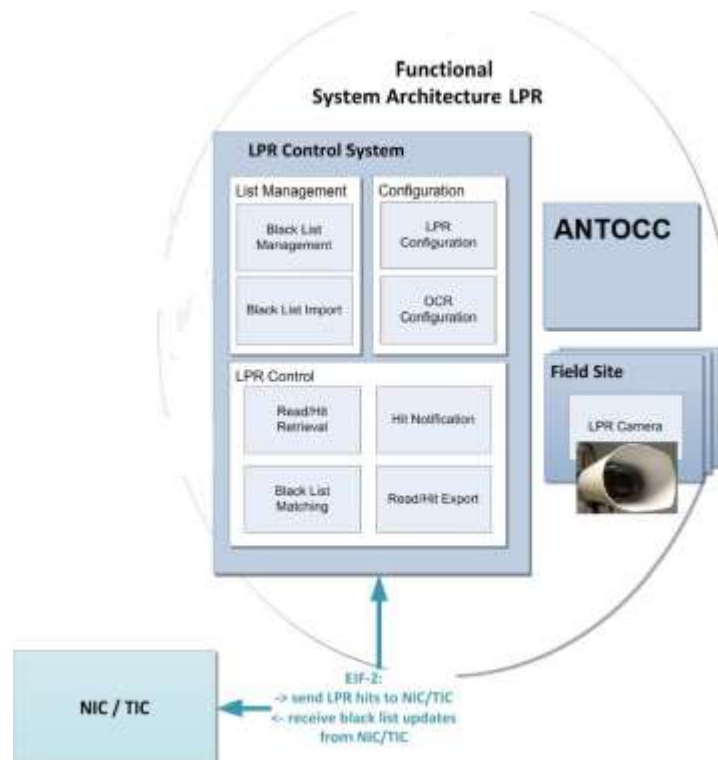 Functional
System Architecture LPR
LPR Control System
List Management
Configuration
Black List
Management
LPR
Configuration
ANTOCC
Black List Import
OCR
Configuration
LPR Control
Field Site
Read/Hit
Retrieval
Hit Notification
LPR Camera
Black List
Matching
Read/Hit Export
EIF-2:
-> send LPR hits to NIC/TIC
<- receive black list updates
from NIC/TIC
NIC / TIC